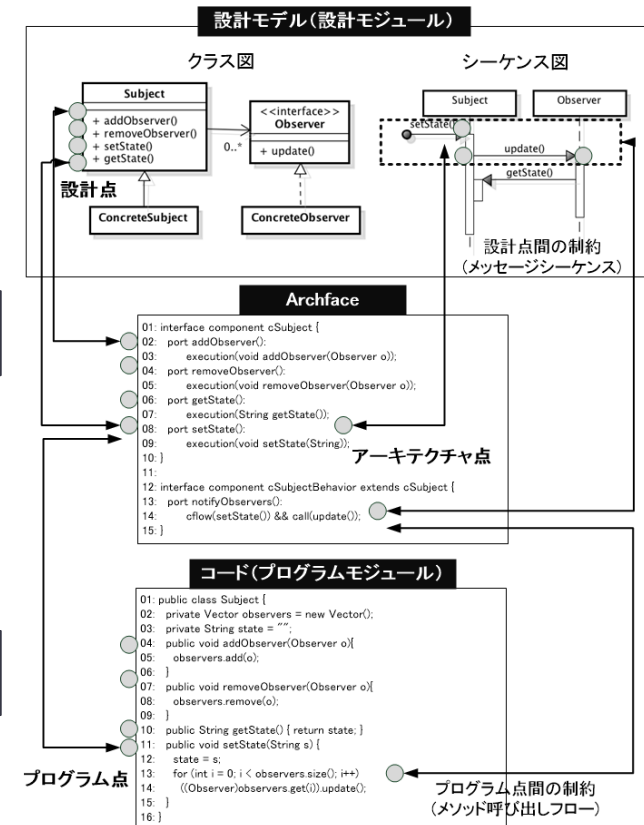 設計モデル(設計モジュール)
クラス図
シーケンス図
Subject
+ addObserver()
+ removeObserver()
+ setState()
+ getState()
<<interface>>
Observer
+ update()
0..*
ConcreteSubject
ConcreteObserver
設計点
Subject
Observer
setState()
update()
getState()
設計点間の制約
(メッセージシーケンス)
Archface
01: interface component cSubject {
02: port addObserver():
03: execution(void addObserver(Observer o));
04: port removeObserver():
05: execution(void removeObserver(Observer o));
06: port getState():
07: execution(String getState());
08: port setState():
09: execution(void setState(String));
10: }
11:
12: interface component cSubjectBehavior extends cSubject {
13: port notifyObservers():
14: cflow(setState()) && call(update());
15: }
アーキテクチャ点
コード(プログラムモジュール)
01: public class Subject {
02: private Vector observers = new Vector();
03: private String state = "";
04: public void addObserver(Observer o){
05: observers.add(o);
06: }
07: public void removeObserver(Observer o){
08: observers.remove(o);
09: }
10: public String getState() { return state; }
11: public void setState(String s) {
12: state = s;
13: for (int i = 0; i < observers.size(); i++)
14: ((Observer)observers.get(i)).update();
15: }
16: }
プログラム点
プログラム点間の制約
(メソッド呼び出しフロー)